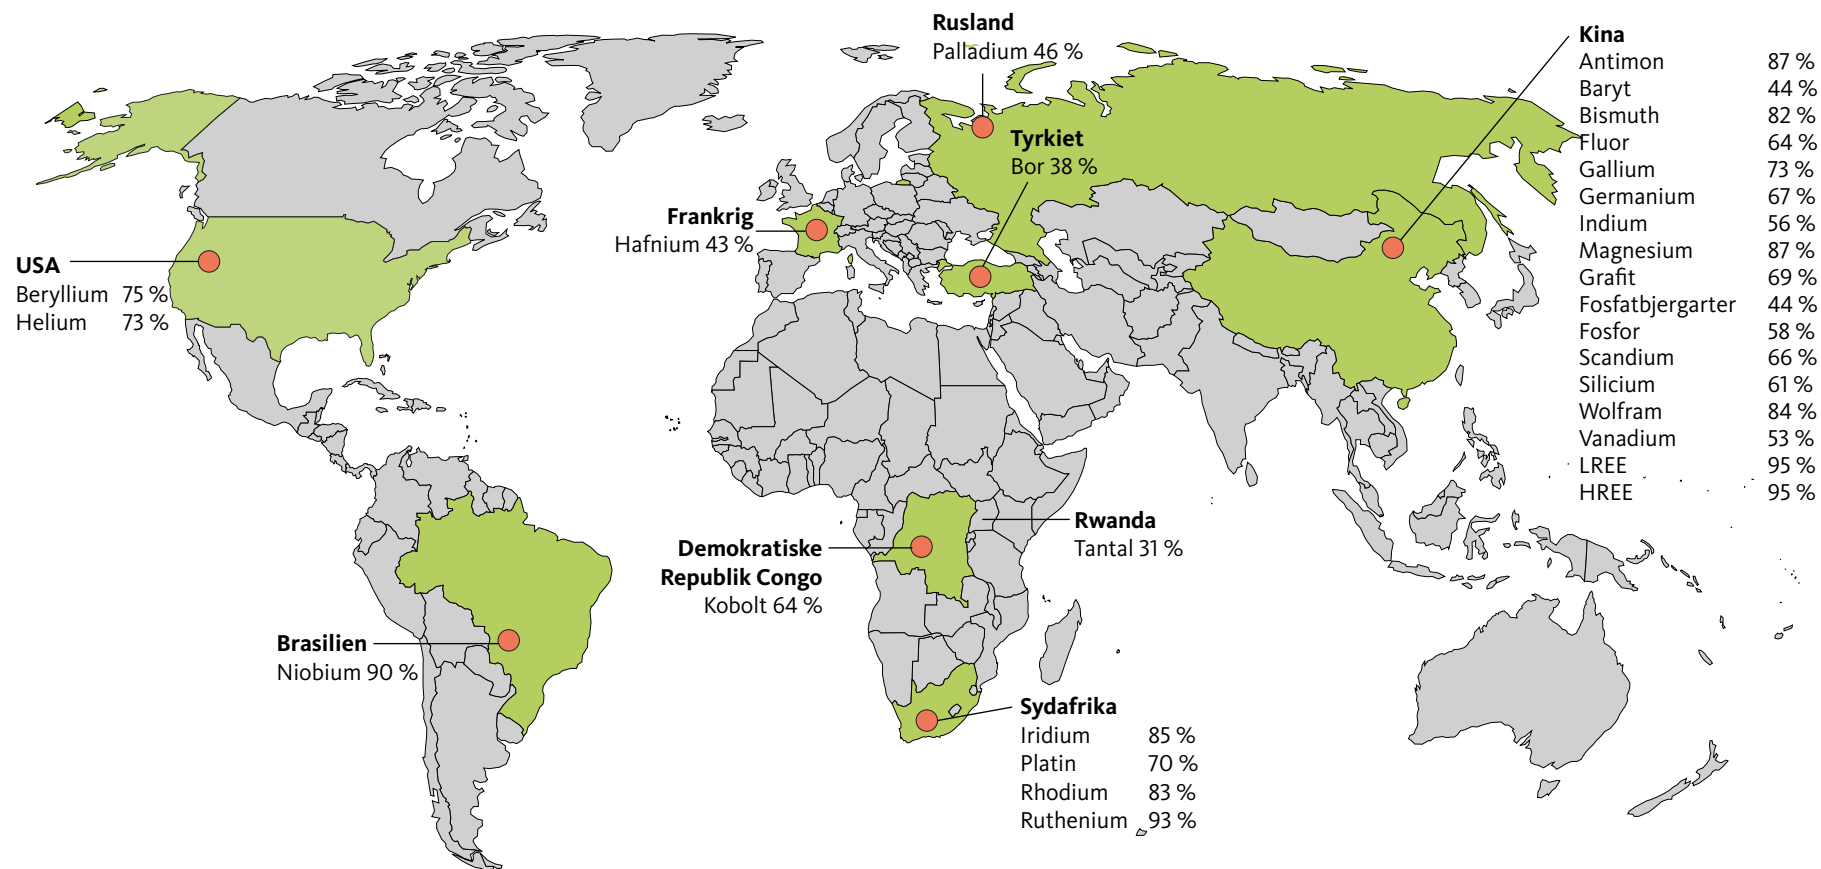 Rusland
Palladium 46 %
Tyrkiet
Bor 38 %
Frankrig
Hafnium 43 %
USA
Beryllium 75 %
Helium 73 %
Kina
Antimon 87 %
Baryt 44 %
Bismuth 82 %
Fluor 64 %
Gallium 73 %
Germanium 67 %
Indium 56 %
Magnesium 87 %
Grafit 69 %
Fosfatbjergarter 44 %
Fosfor 58 %
Scandium 66 %
Silicium 61 %
Wolfram 84 %
Vanadium 53 %
LREE 95 %
HREE 95 %
Rwanda
Tantal 31 %
Demokratiske
Republik Congo
Kobolt 64 %
Brasilien
Niobium 90 %
Sydafrika
Iridium 85 %
Platin 70 %
Rhodium 83 %
Ruthenium 93 %